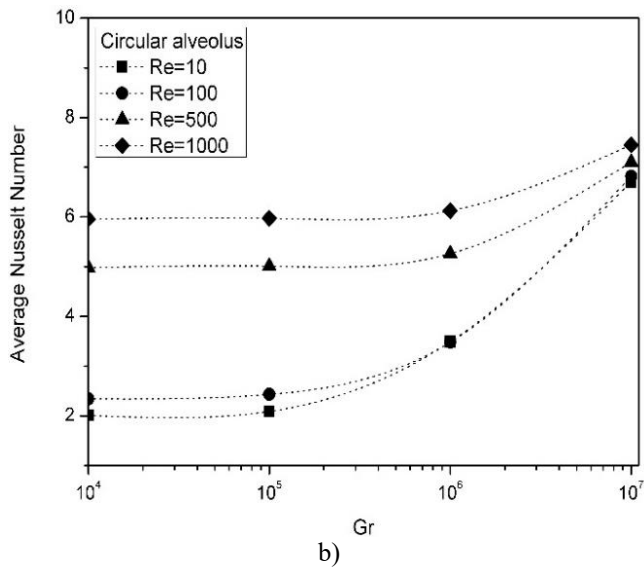 10
8
6
4
2
Average Nusselt Number
Circular alveolus
Re=10
Re=100
Re=500
Re=1000
10⁴
10⁵
10⁶
10⁷
Gr
b)